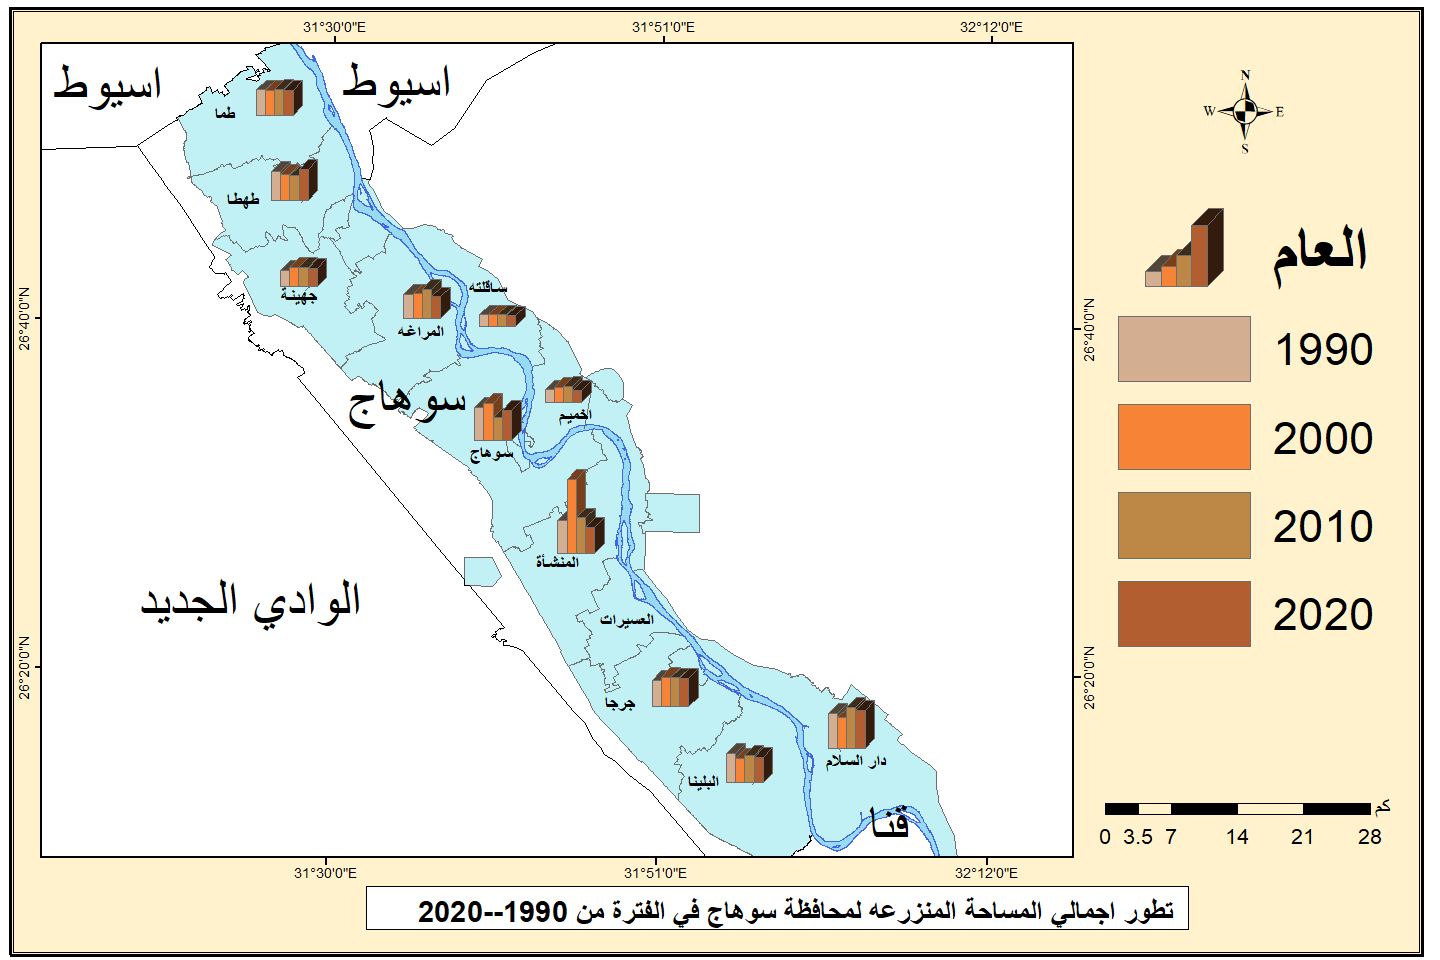 31°30'0"E 31°51'0"E 32°12'0"E
اسيوط
اسيوط
N
W E
S
طما
طهطا
جهينة
ساقلته
المراغه
العام
26°40'0"N
26°40'0"N
1990
سوهاج
اخميم
سوهاج
2000
2010
المنشأة
الوادي الجديد
العسيرات
2020
26°20'0"N
26°20'0"N
جرجا
دار السلام
البلينا
قنا
كم
0 3.5 7 14 21 28
31°30'0"E 31°51'0"E 32°12'0"E
تطور اجمالي المساحة المنزرعه لمحافظة سوهاج في الفترة من 1990--2020